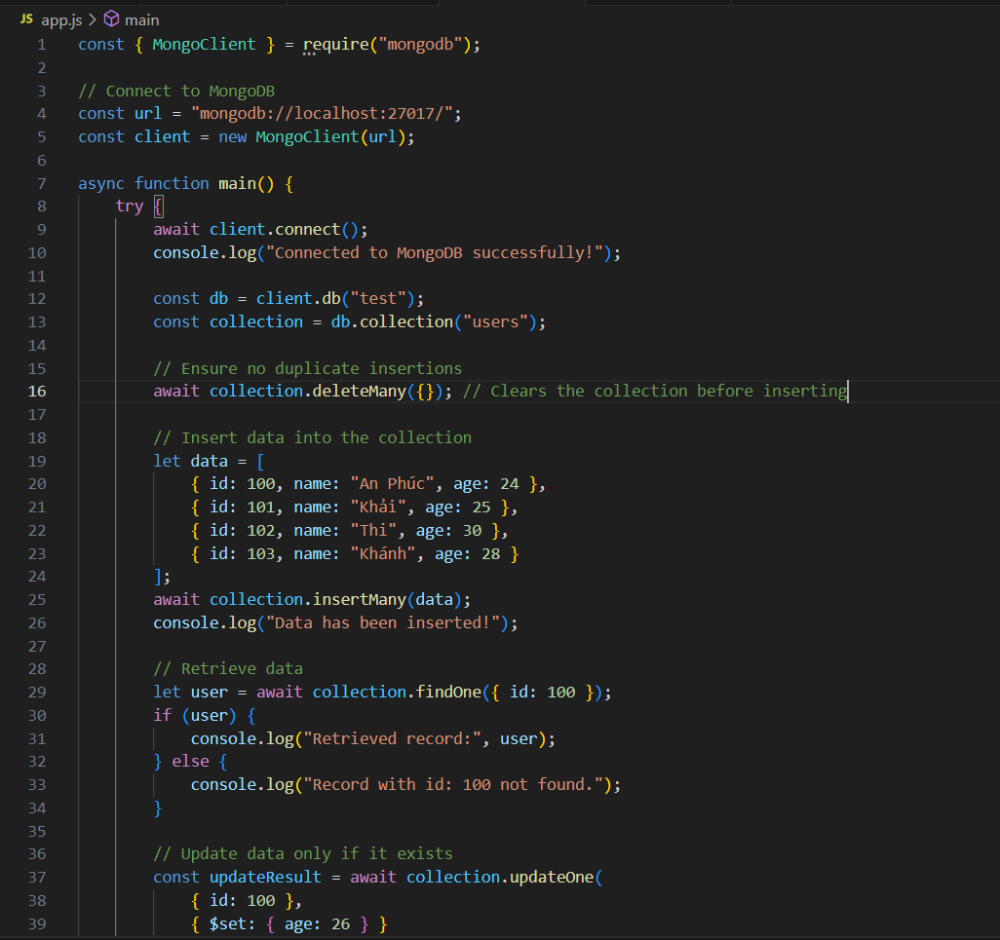 JS app.js > main
1 const { MongoClient } = require("mongodb");
2
3 // Connect to MongoDB
4 const url = "mongodb://localhost:27017/";
5 const client = new MongoClient(url);
6
7 async function main() {
8 try {
9 await client.connect();
10 console.log("Connected to MongoDB successfully!");
11
12 const db = client.db("test");
13 const collection = db.collection("users");
14
15 // Ensure no duplicate insertions
16 await collection.deleteMany({}); // Clears the collection before inserting
17
18 // Insert data into the collection
19 let data = [
20 { id: 100, name: "An Phúc", age: 24 },
21 { id: 101, name: "Khải", age: 25 },
22 { id: 102, name: "Thi", age: 30 },
23 { id: 103, name: "Khánh", age: 28 }
24 ];
25 await collection.insertMany(data);
26 console.log("Data has been inserted!");
27
28 // Retrieve data
29 let user = await collection.findOne({ id: 100 });
30 if (user) {
31 console.log("Retrieved record:", user);
32 } else {
33 console.log("Record with id: 100 not found.");
34 }
35
36 // Update data only if it exists
37 const updateResult = await collection.updateOne(
38 { id: 100 },
39 { $set: { age: 26 } }